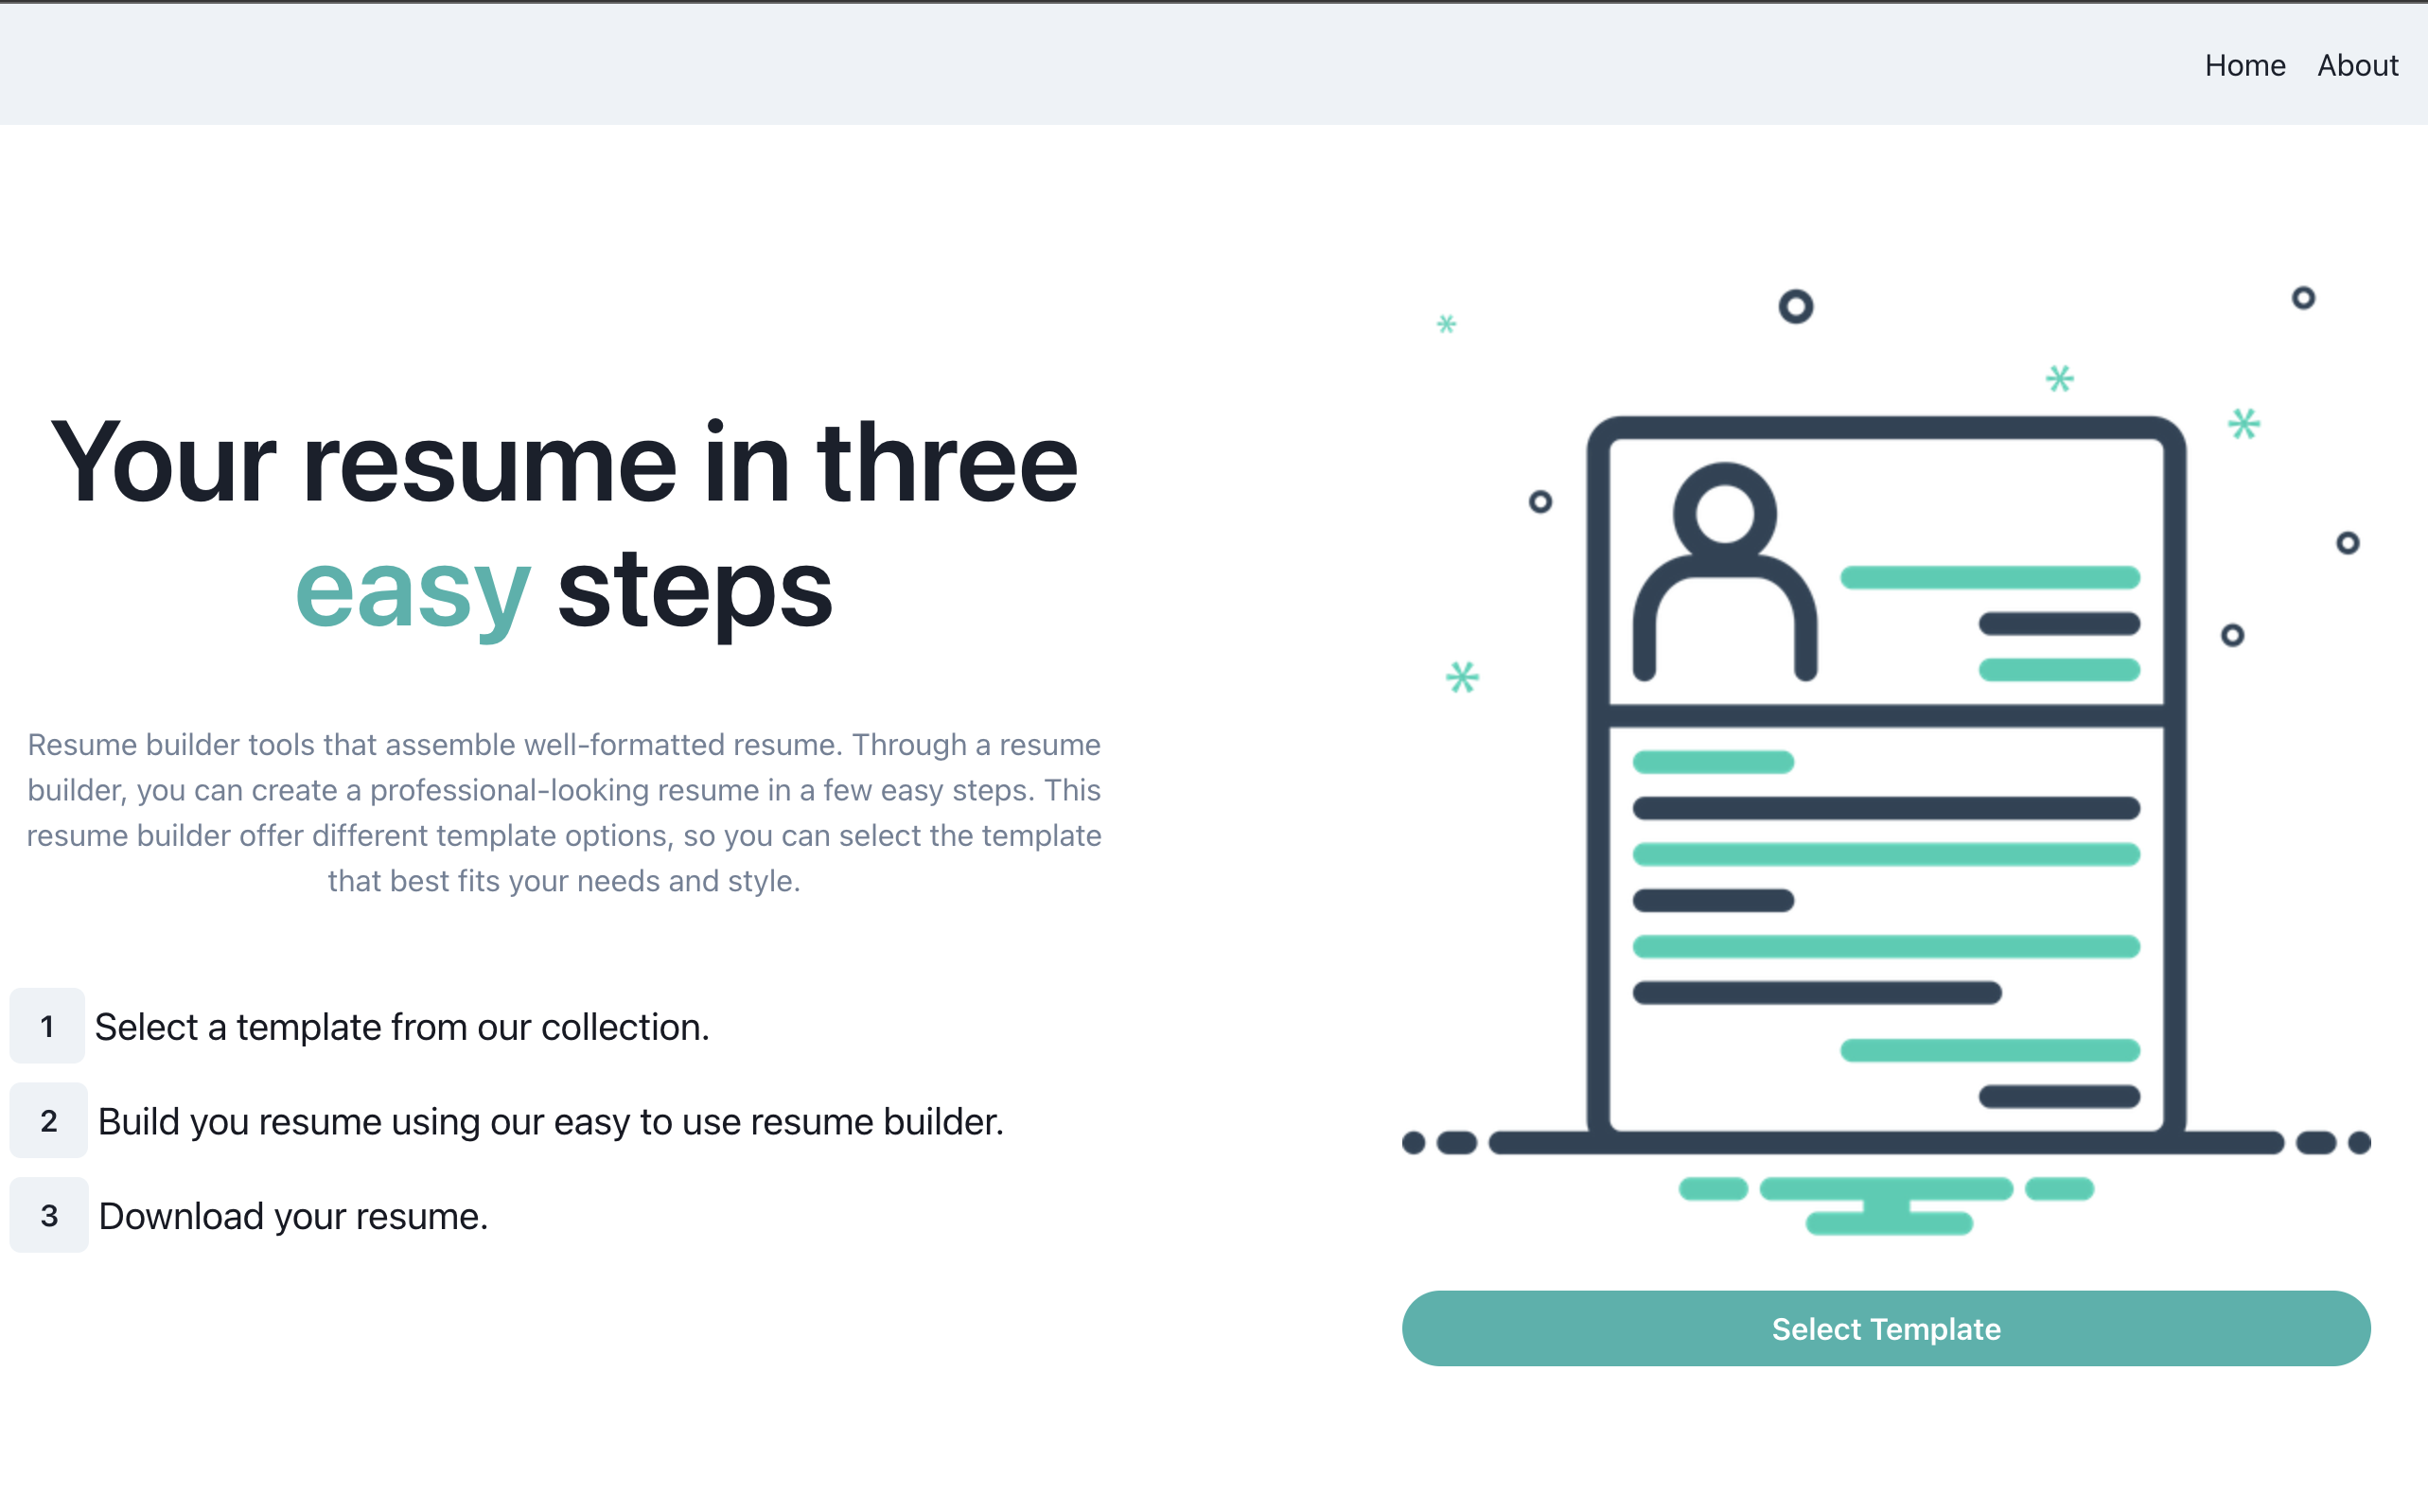 Home About
Your resume in three
easy steps
Resume builder tools that assemble well-formatted resume. Through a resume
builder, you can create a professional-looking resume in a few easy steps. This
resume builder offer different template options, so you can select the template
that best fits your needs and style.
1 Select a template from our collection.
2 Build you resume using our easy to use resume builder.
3 Download your resume.
Select Template